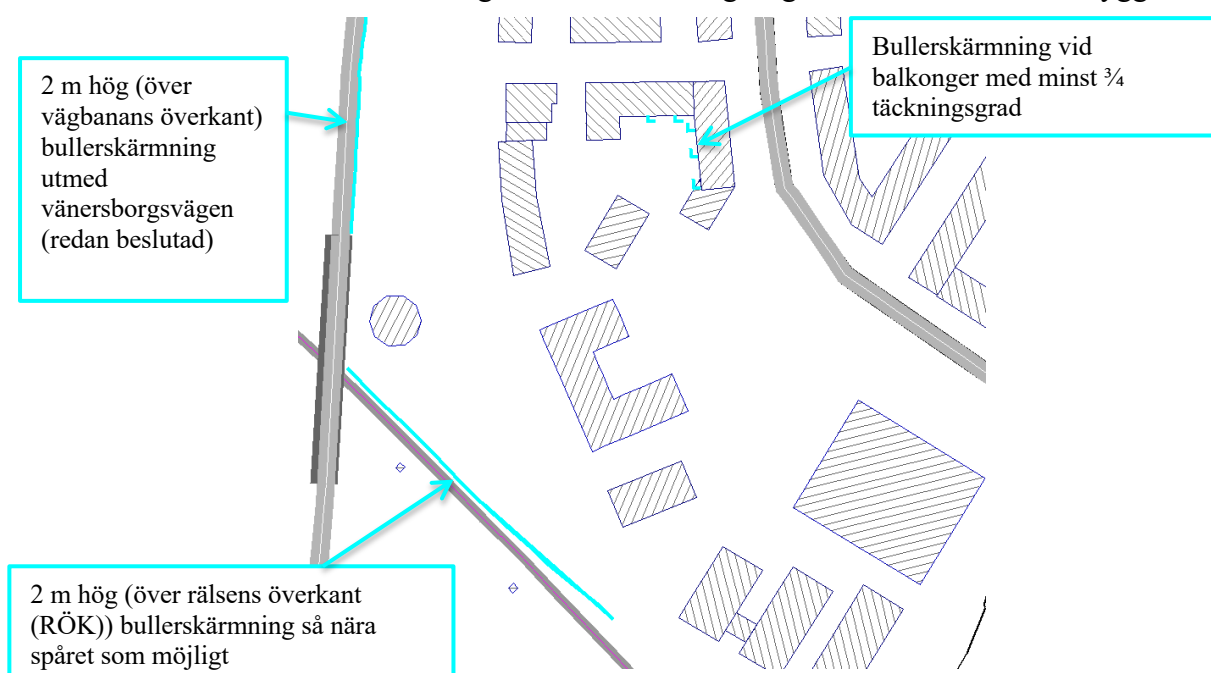 2 m hög (över
vägbanans överkant)
bullerskärmning
utmed
vänersborgsvägen
(redan beslutad)
Bullerskärmning vid
balkonger med minst ¾
täckningsgrad
2 m hög (över rälsens överkant
(RÖK)) bullerskärmning så nära
spåret som möjligt